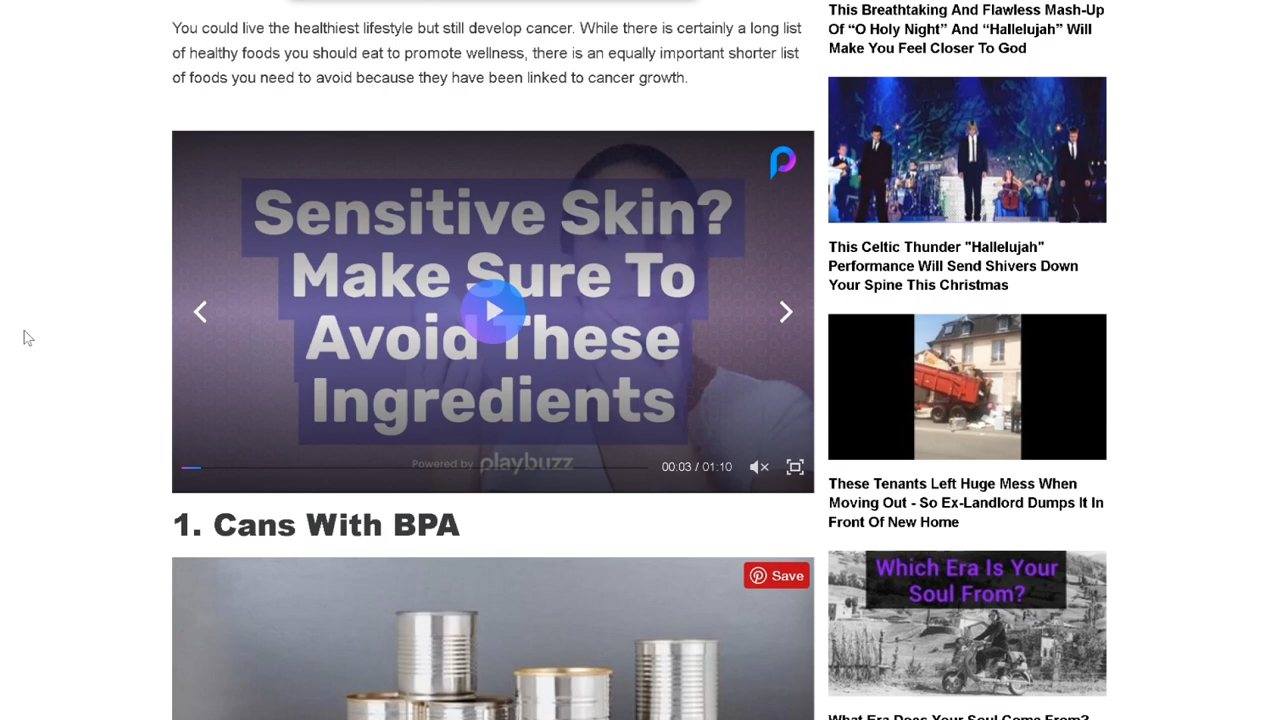 You could live the healthiest lifestyle but still develop cancer. While there is certainly a long list
of healthy foods you should eat to promote wellness, there is an equally important shorter list
of foods you need to avoid because they have been linked to cancer growth.
Sensitive Skin?
Make Sure To
Avoid These
Ingredients
Powered by playbuzz
00:03 / 01:10
1. Cans With BPA
Save
This Breathtaking And Flawless Mash-Up
Of “O Holy Night” And “Hallelujah” Will
Make You Feel Closer To God
This Celtic Thunder "Hallelujah"
Performance Will Send Shivers Down
Your Spine This Christmas
These Tenants Left Huge Mess When
Moving Out - So Ex-Landlord Dumps It In
Front Of New Home
Which Era Is Your
Soul From?
What Era Does Your Soul Come From?